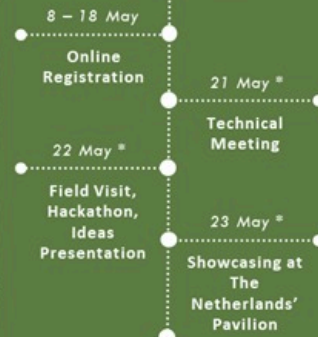 8 – 18 May
Online
Registration
21 May *
Technical
Meeting
22 May *
Field Visit,
Hackathon,
Ideas
Presentation
23 May *
Showcasing at
The
Netherlands’
Pavilion